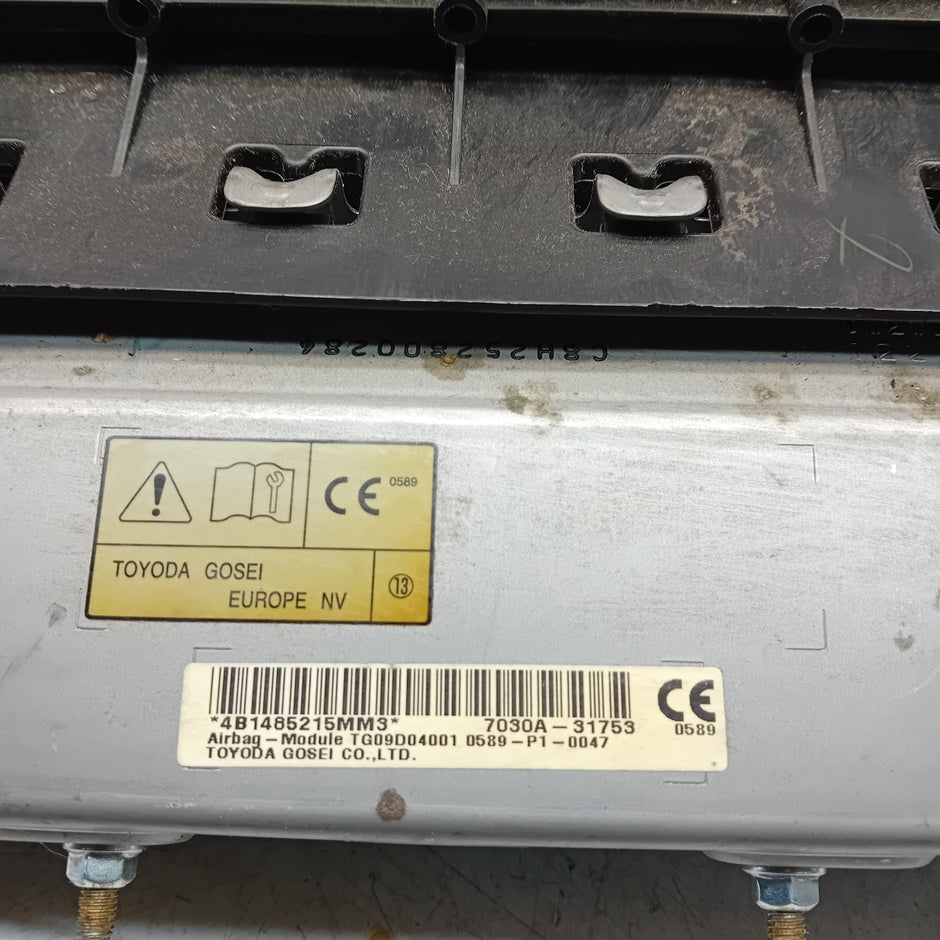 C8H252800284
CE 0589
TOYODA GOSEI
EUROPE NV
13
*4B1485215MM3* 7030A-31753
CE 0589
Airbag-Module TG09D04001 0589-P1-0047
TOYODA GOSEI CO.,LTD.